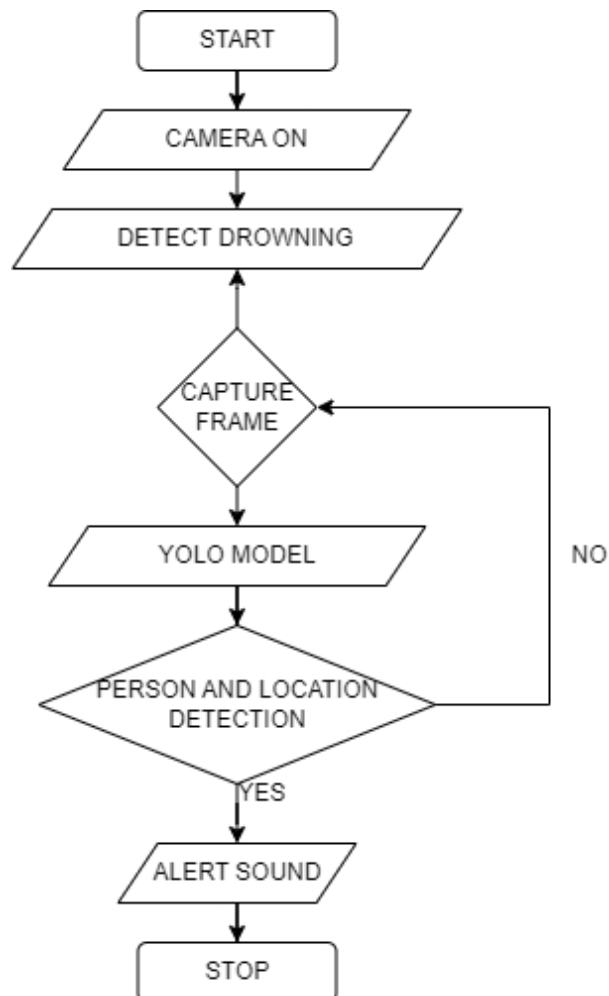 START
CAMERA ON
DETECT DROWNING
CAPTURE
FRAME
YOLO MODEL
NO
PERSON AND LOCATION
DETECTION
YES
ALERT SOUND
STOP